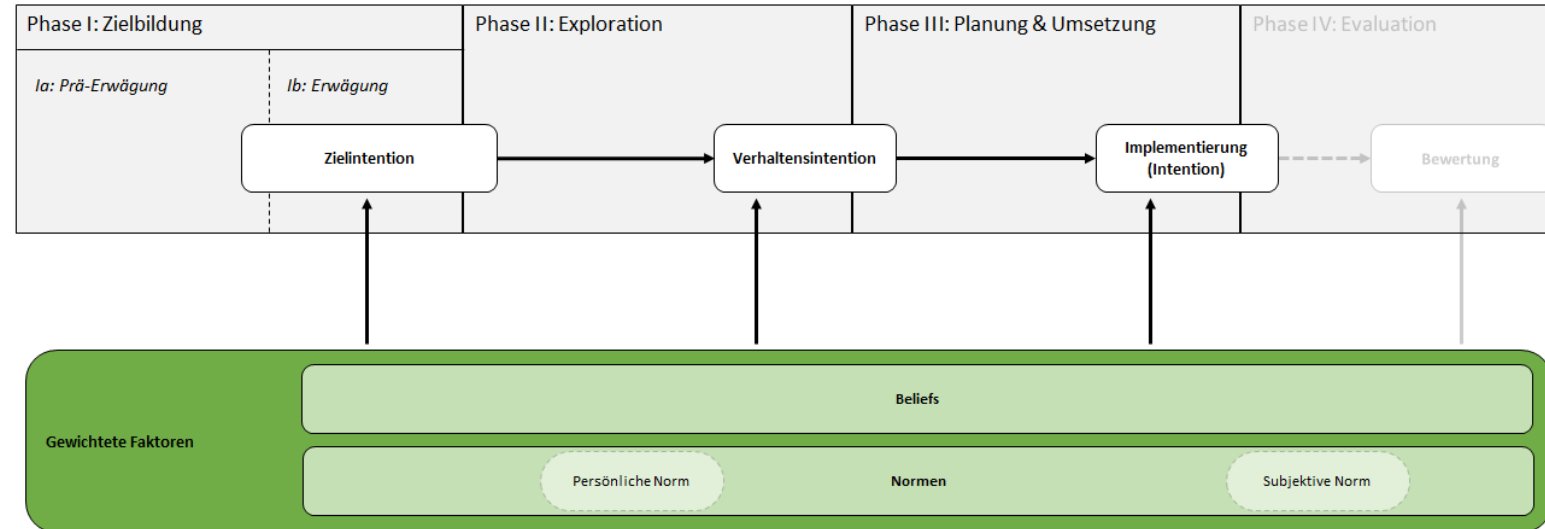 Phase I: Zielbildung
Phase II: Exploration
Phase III: Planung & Umsetzung
Phase IV: Evaluation
Ia: Prä-Erwägung
Ib: Erwägung
Zielintention
Verhaltensintention
Implementierung
(Intention)
Bewertung
Gewichtete Faktoren
Beliefs
Persönliche Norm
Normen
Subjektive Norm